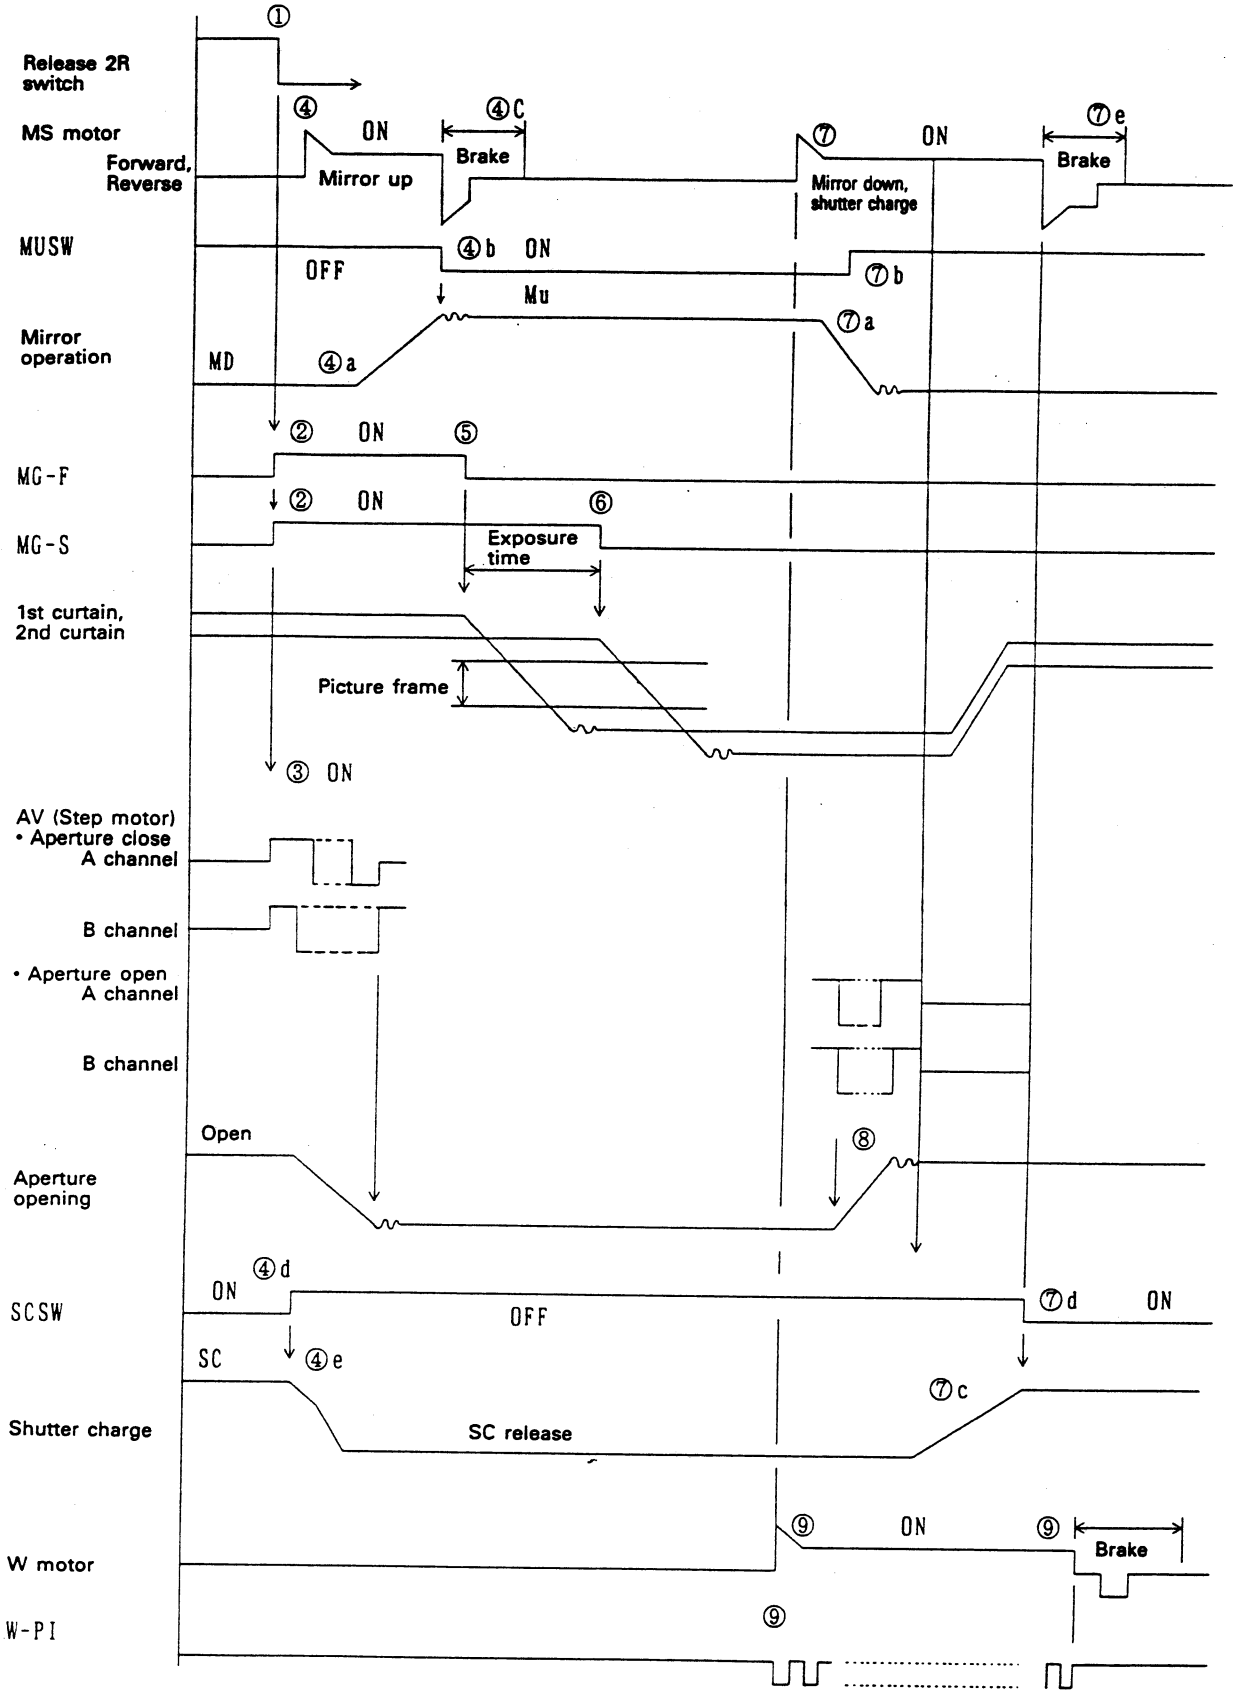 ①
Release 2R
switch
④
④C
⑦e
MS motor
ON
Brake
⑦
ON
Brake
Forward,
Reverse
Mirror up
Mirror down,
shutter charge
MUSW
④b ON
OFF
⑦b
Mu
Mirror
operation
MD
④a
⑦a
② ON ⑤
MG-F
② ON ⑥
MG-S
Exposure
time
1st curtain,
2nd curtain
Picture frame
③ ON
AV (Step motor)
• Aperture close
A channel
B channel
• Aperture open
A channel
B channel
Open
⑧
Aperture
opening
④d
ON
SCSW
OFF
⑦d ON
SC
④e
⑦c
Shutter charge
SC release
⑨ ON ⑨
Brake
W motor
⑨
W-PI